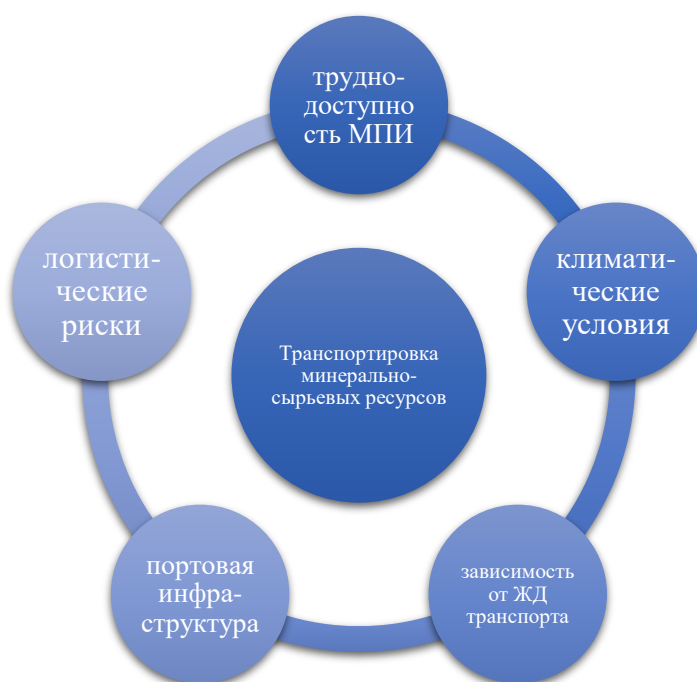 трудно-
доступно
сть МПИ
климати-
ческие
условия
зависимость
от ЖД
транспорта
портовая
инфра-
структура
логисти-
ческие
риски
Транспортировка
минерально-
сырьевых ресурсов